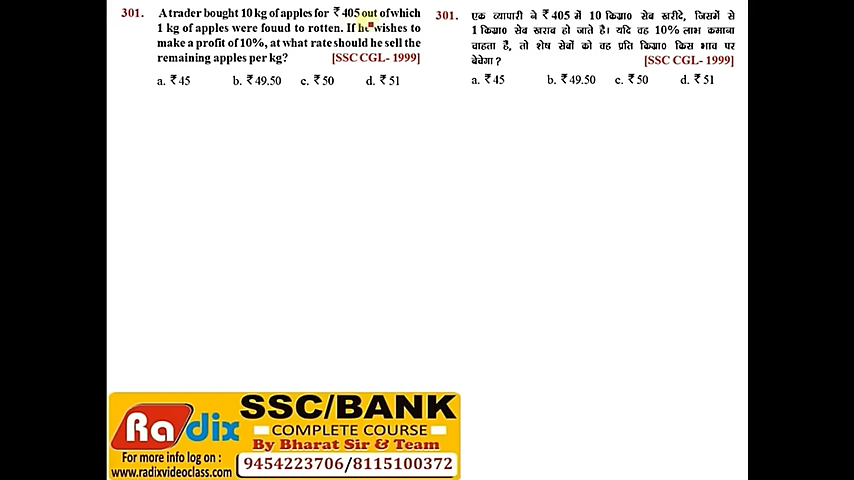 301. A trader bought 10 kg of apples for ₹ 405 out of which
1 kg of apples were fouud to rotten. If he wishes to
make a profit of 10%, at what rate should he sell the
remaining apples per kg? [SSC CGL- 1999]
a. ₹ 45 b. ₹ 49.50 c. ₹ 50 d. ₹ 51
301. एक व्यापारी ने ₹ 405 में 10 किग्रा० सेब खरीदे, जिसमें से
1 किग्रा० सेब खराब हो जाते है। यदि वह 10% लाभ कमाना
चाहता है, तो शेष सेबों को वह प्रति किग्रा० किस भाव पर
बेचेगा ? [SSC CGL- 1999]
a. ₹ 45 b. ₹ 49.50 c. ₹ 50 d. ₹ 51
Radix
SSC/BANK
COMPLETE COURSE
By Bharat Sir & Team
For more info log on :
www.radixvideoclass.com
9454223706/8115100372